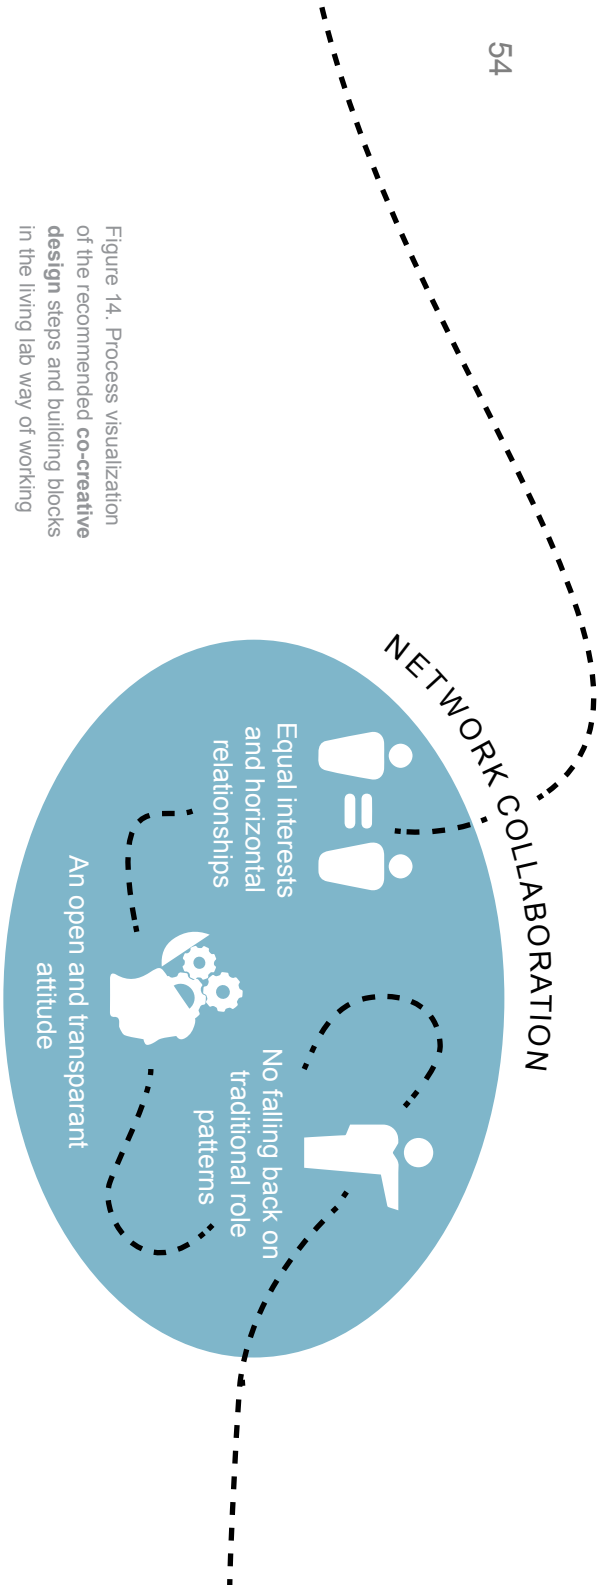 54
Figure 14. Process visualization
of the recommended co-creative
design steps and building blocks
in the living lab way of working
NETWORK COLLABORATION
Equal interests
and horizontal
relationships
An open and transparant
attitude
No falling back on
traditional role
patterns